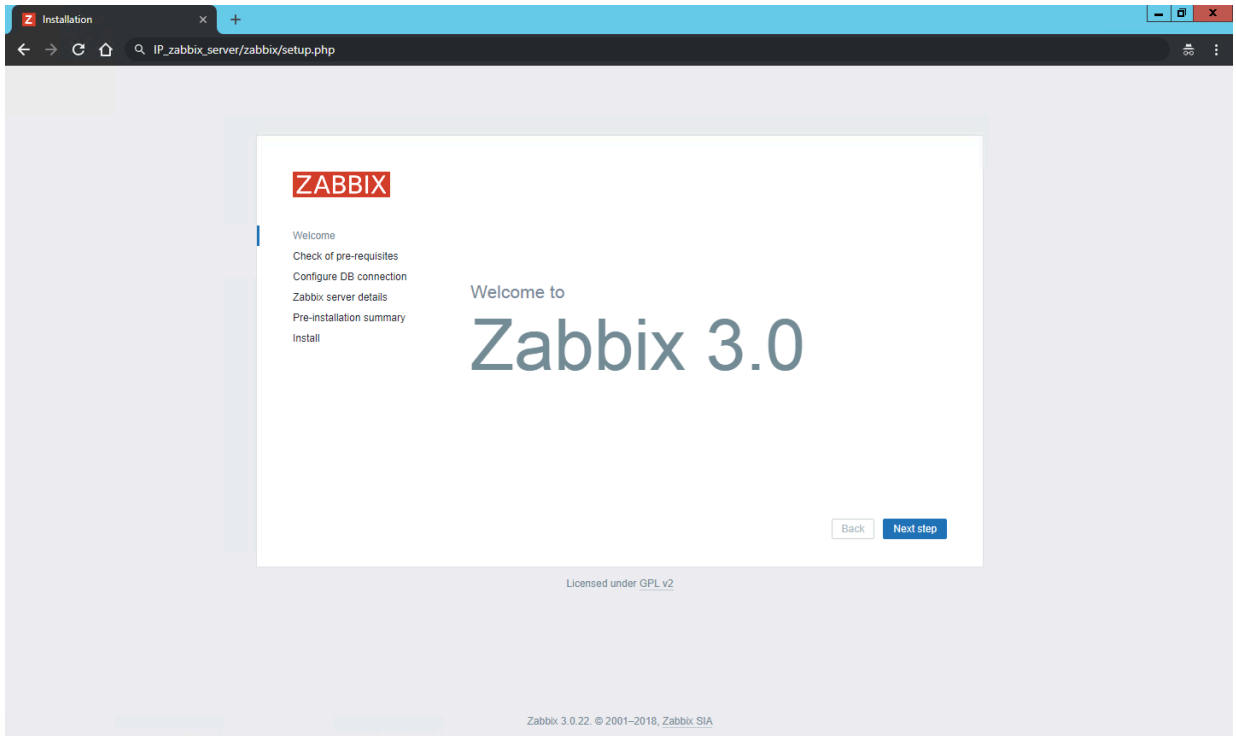 Z Installation
IP_zabbix_server/zabbix/setup.php
ZABBIX
Welcome
Check of pre-requisites
Configure DB connection
Zabbix server details
Pre-installation summary
Install
Welcome to
Zabbix 3.0
Back Next step
Licensed under GPL v2
Zabbix 3.0.22. © 2001–2018, Zabbix SIA